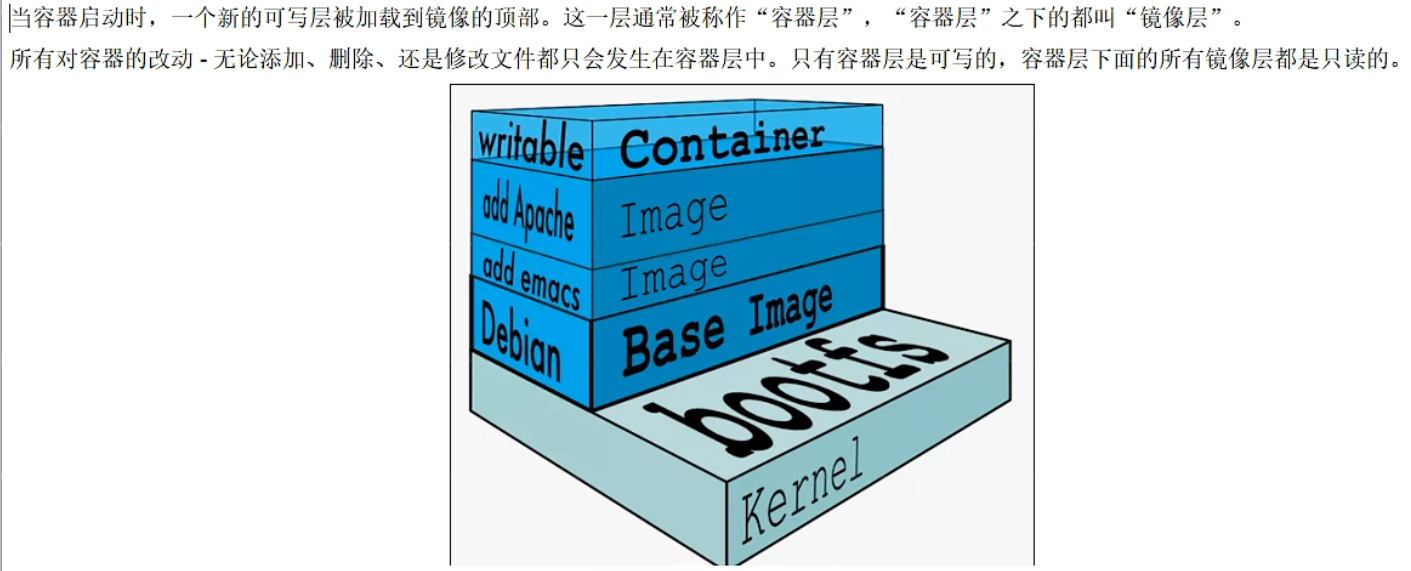 当容器启动时，一个新的可写层被加载到镜像的顶部。这一层通常被称作“容器层”，“容器层”之下的都叫“镜像层”。
所有对容器的改动 - 无论添加、删除、还是修改文件都只会发生在容器层中。只有容器层是可写的，容器层下面的所有镜像层都是只读的。
writable Container
add Apache Image
add emacs Image
Debian Base Image
bootfs
Kernel